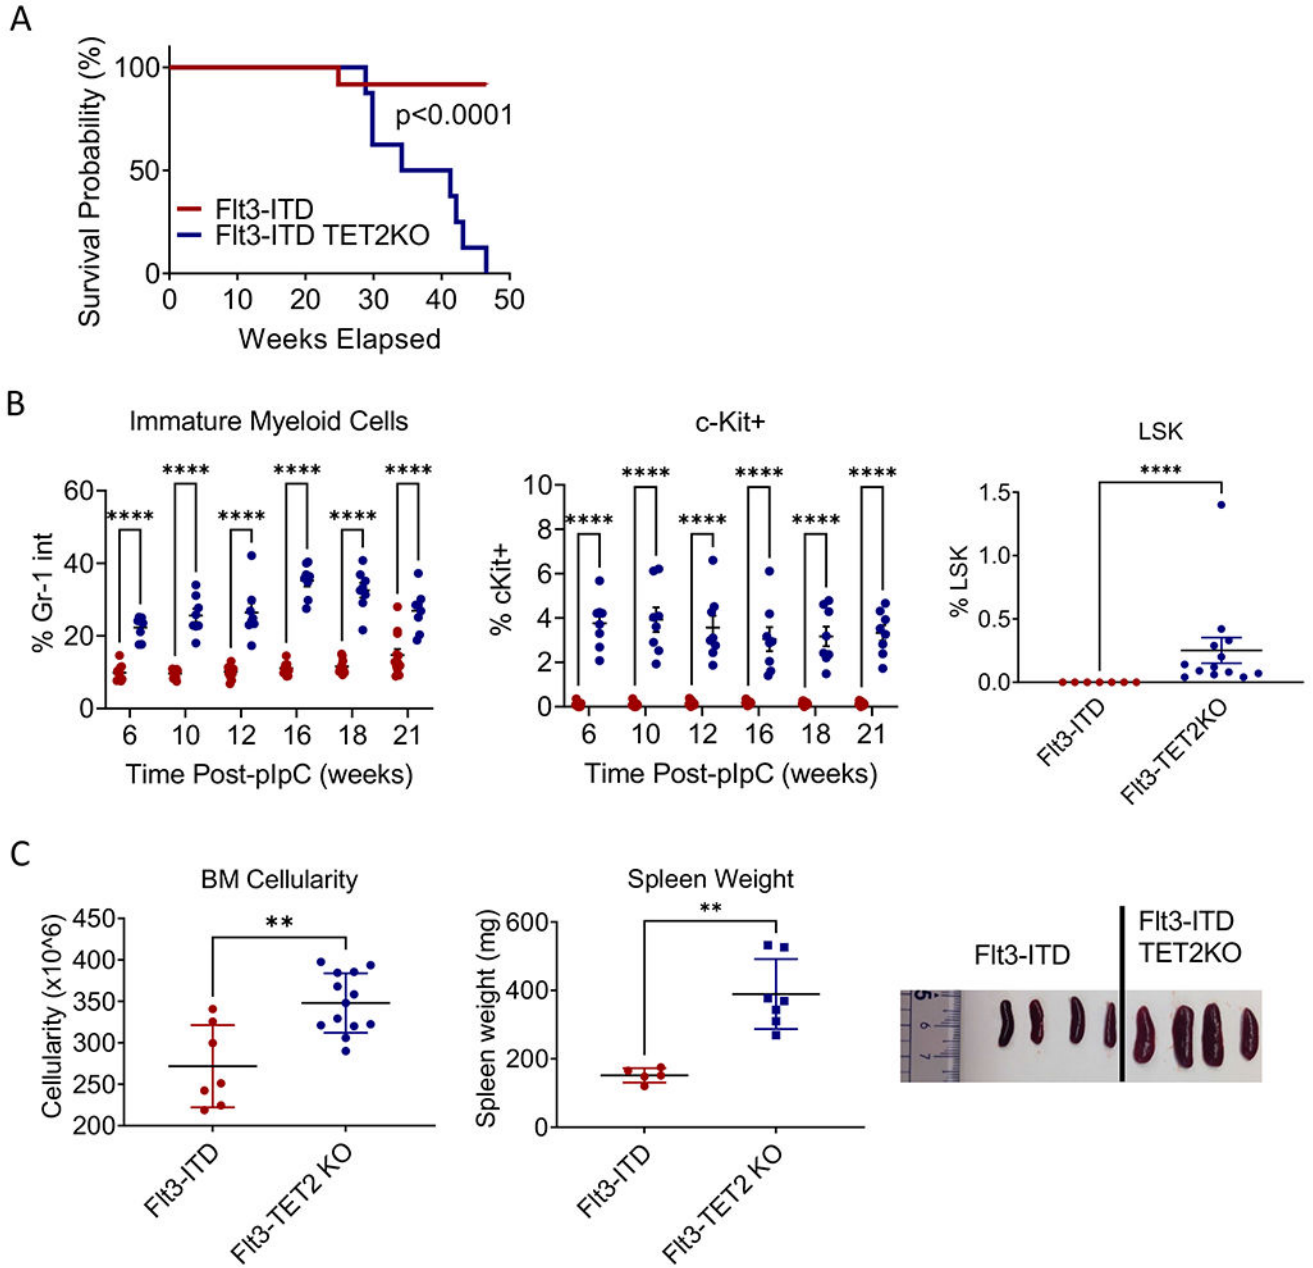 A
Survival Probability (%)
100
50
0
p<0.0001
Flt3-ITD
Flt3-ITD TET2KO
0 10 20 30 40 50
Weeks Elapsed
B
Immature Myeloid Cells
% Gr-1 int
60
40
20
0
**** **** **** **** **** ****
6 10 12 16 18 21
Time Post-pIpC (weeks)
c-Kit+
% cKit+
10
8
6
4
2
0
**** **** **** **** **** ****
6 10 12 16 18 21
Time Post-pIpC (weeks)
LSK
****
% LSK
1.5
1.0
0.5
0.0
Flt3-ITD
Flt3-TET2KO
C
BM Cellularity
Cellularity (x10^6)
450
400
350
300
250
200
**
Flt3-ITD
Flt3-TET2 KO
Spleen Weight
Spleen weight (mg)
600
400
200
0
**
Flt3-ITD
Flt3-TET2 KO
Flt3-ITD
Flt3-ITD
TET2KO
5
6
7